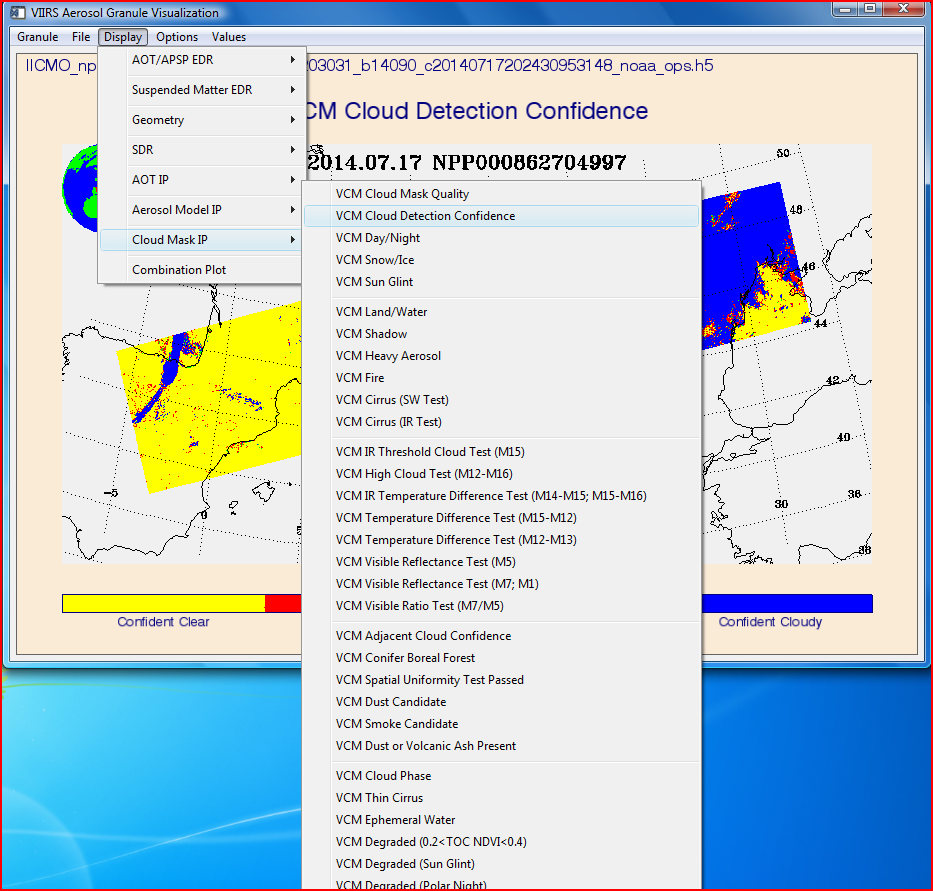 VIIRS Aerosol Granule Visualization
Granule File Display Options Values
IICMO_np
03031_b14090_c20140717202430953148_noaa_ops.h5
AOT/APSP EDR
Suspended Matter EDR
Geometry
SDR
AOT IP
Aerosol Model IP
Cloud Mask IP
Combination Plot
CM Cloud Detection Confidence
2014.07.17 NPP000862704997
VCM Cloud Mask Quality
VCM Cloud Detection Confidence
VCM Day/Night
VCM Snow/Ice
VCM Sun Glint
VCM Land/Water
VCM Shadow
VCM Heavy Aerosol
VCM Fire
VCM Cirrus (SW Test)
VCM Cirrus (IR Test)
VCM IR Threshold Cloud Test (M15)
VCM High Cloud Test (M12-M16)
VCM IR Temperature Difference Test (M14-M15; M15-M16)
VCM Temperature Difference Test (M15-M12)
VCM Temperature Difference Test (M12-M13)
VCM Visible Reflectance Test (M5)
VCM Visible Reflectance Test (M7; M1)
VCM Visible Ratio Test (M7/M5)
VCM Adjacent Cloud Confidence
VCM Conifer Boreal Forest
VCM Spatial Uniformity Test Passed
VCM Dust Candidate
VCM Smoke Candidate
VCM Dust or Volcanic Ash Present
VCM Cloud Phase
VCM Thin Cirrus
VCM Ephemeral Water
VCM Degraded (0.2<TOC NDVI<0.4)
VCM Degraded (Sun Glint)
VCM Degraded (Polar Night)
50
48
46
44
42
40
36
30
38
-5
0
5
Confident Clear
Confident Cloudy